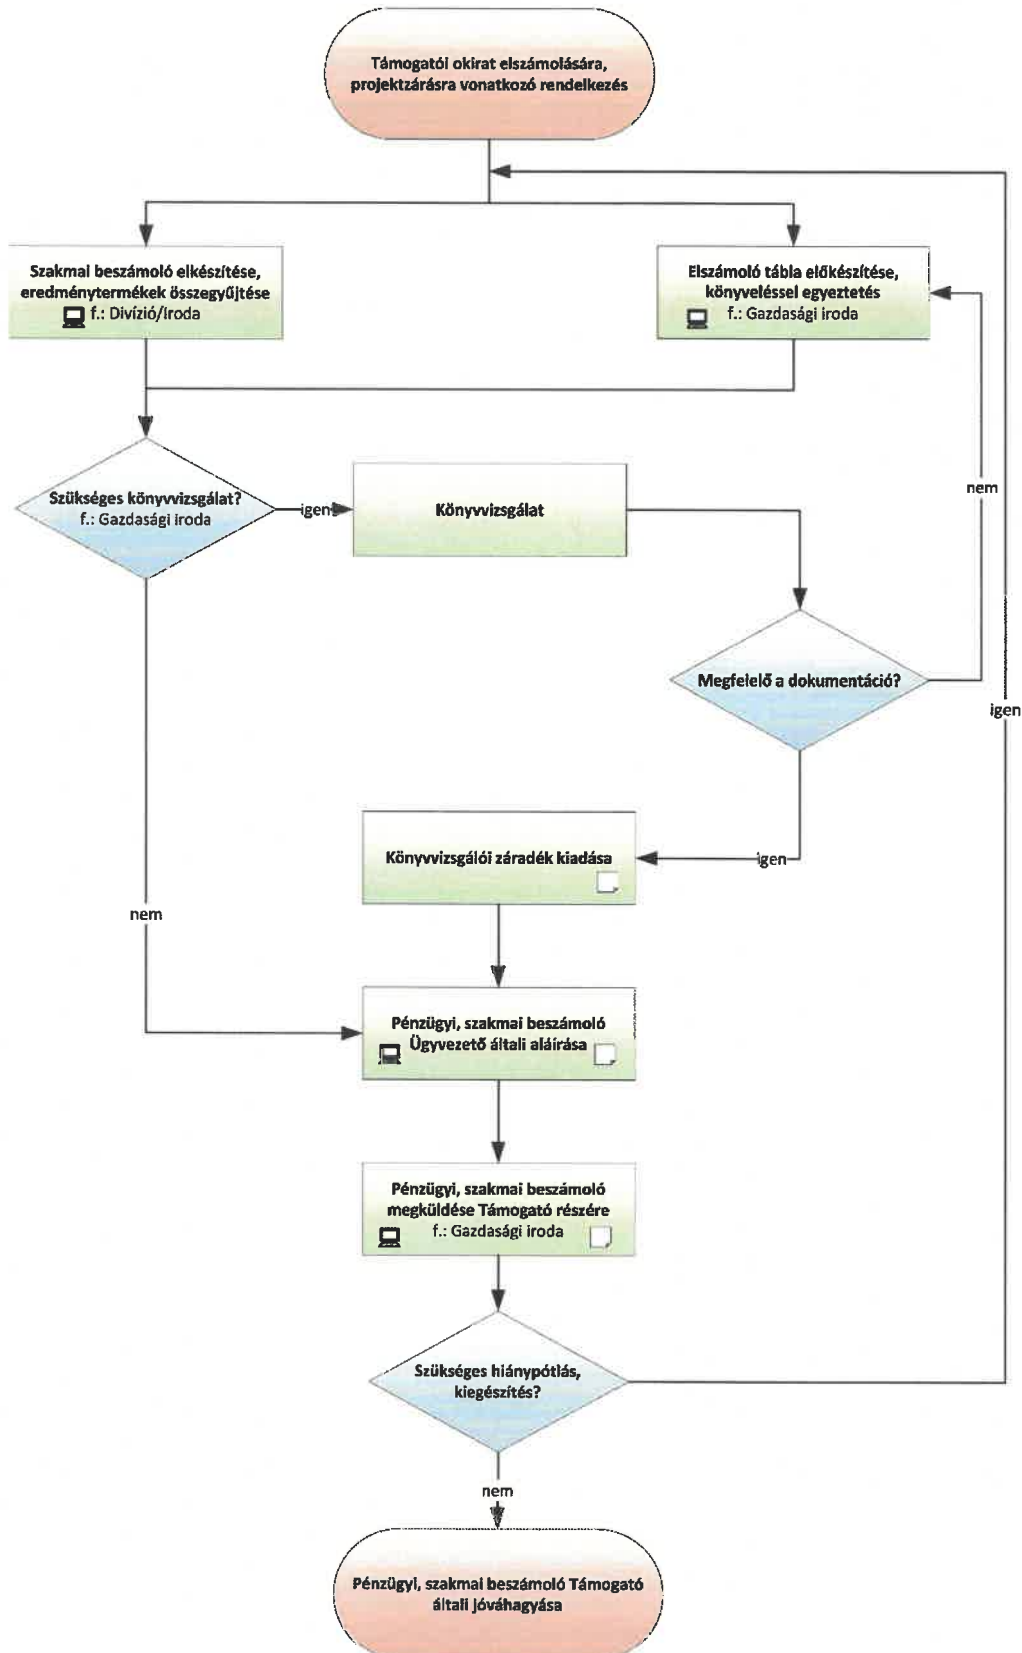 Támogatói okirat elszámolására,
projektzárásra vonatkozó rendelkezés
Szakmai beszámoló elkészítése,
eredménytermékek összegyűjtése
f.: Divízió/Iroda
Elszámoló tábla előkészítése,
könyveléssel egyeztetés
f.: Gazdasági iroda
Szükséges könyvvizsgálat?
f.: Gazdasági iroda
igen
Könyvvizsgálat
nem
Megfelelő a dokumentáció?
igen
Könyvvizsgálói záradék kiadása
igen
nem
Pénzügyi, szakmai beszámoló
Ügyvezető általi aláírása
Pénzügyi, szakmai beszámoló
megküldése Támogató részére
f.: Gazdasági iroda
Szükséges hiánypótlás,
kiegészítés?
nem
Pénzügyi, szakmai beszámoló Támogató
általi jóváhagyása